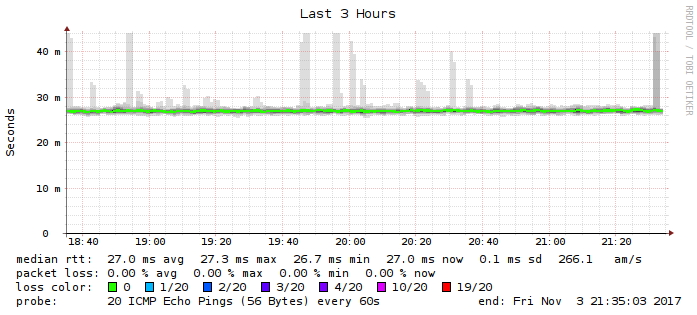 Last 3 Hours
RRDTOOL / TOBI OETIKER
Seconds
40 m
30 m
20 m
10 m
0
18:40 19:00 19:20 19:40 20:00 20:20 20:40 21:00 21:20
median rtt: 27.0 ms avg 27.3 ms max 26.7 ms min 27.0 ms now 0.1 ms sd 266.1 am/s
packet loss: 0.00 % avg 0.00 % max 0.00 % min 0.00 % now
loss color: 0 1/20 2/20 3/20 4/20 10/20 19/20
probe: 20 ICMP Echo Pings (56 Bytes) every 60s end: Fri Nov 3 21:35:03 2017